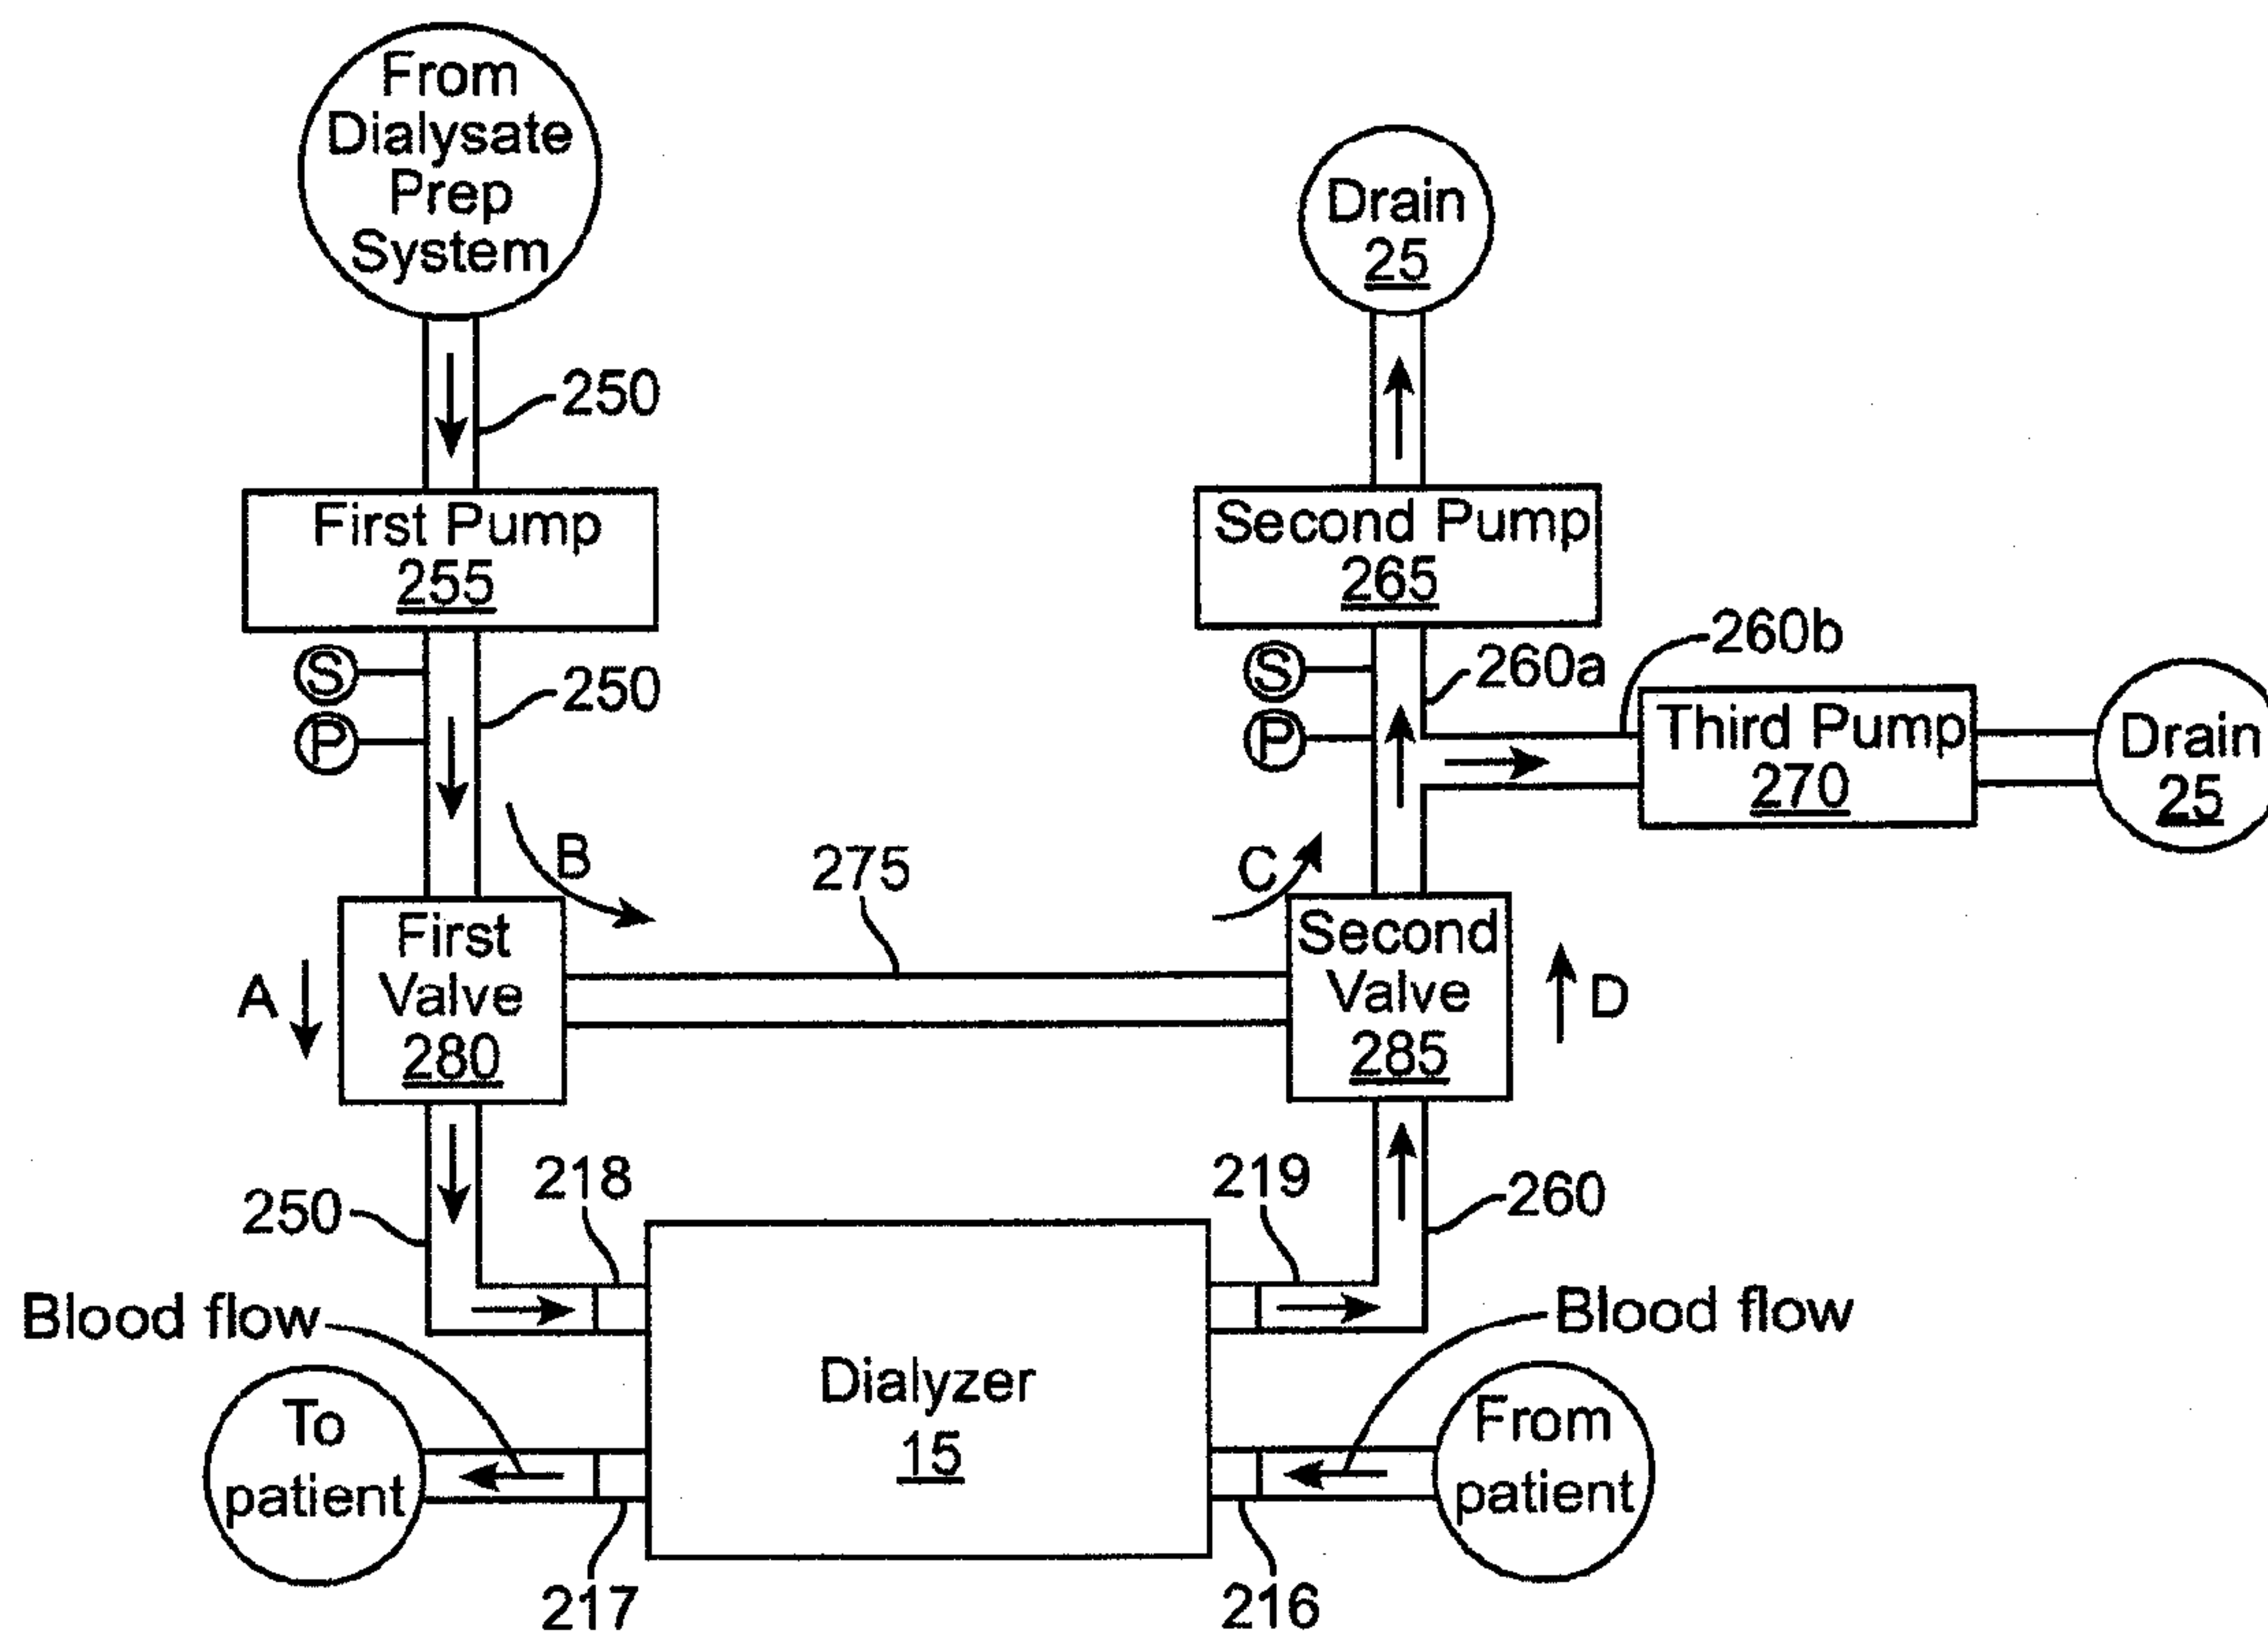 From
Dialysate
Prep
System
Drain
25
250
First Pump
255
Second Pump
265
S
P
250
S
P
260a
260b
Third Pump
270
Drain
25
B
275
C
A
First
Valve
280
Second
Valve
285
D
250
218
219
260
Blood flow
Blood flow
Dialyzer
15
To
patient
From
patient
217
216